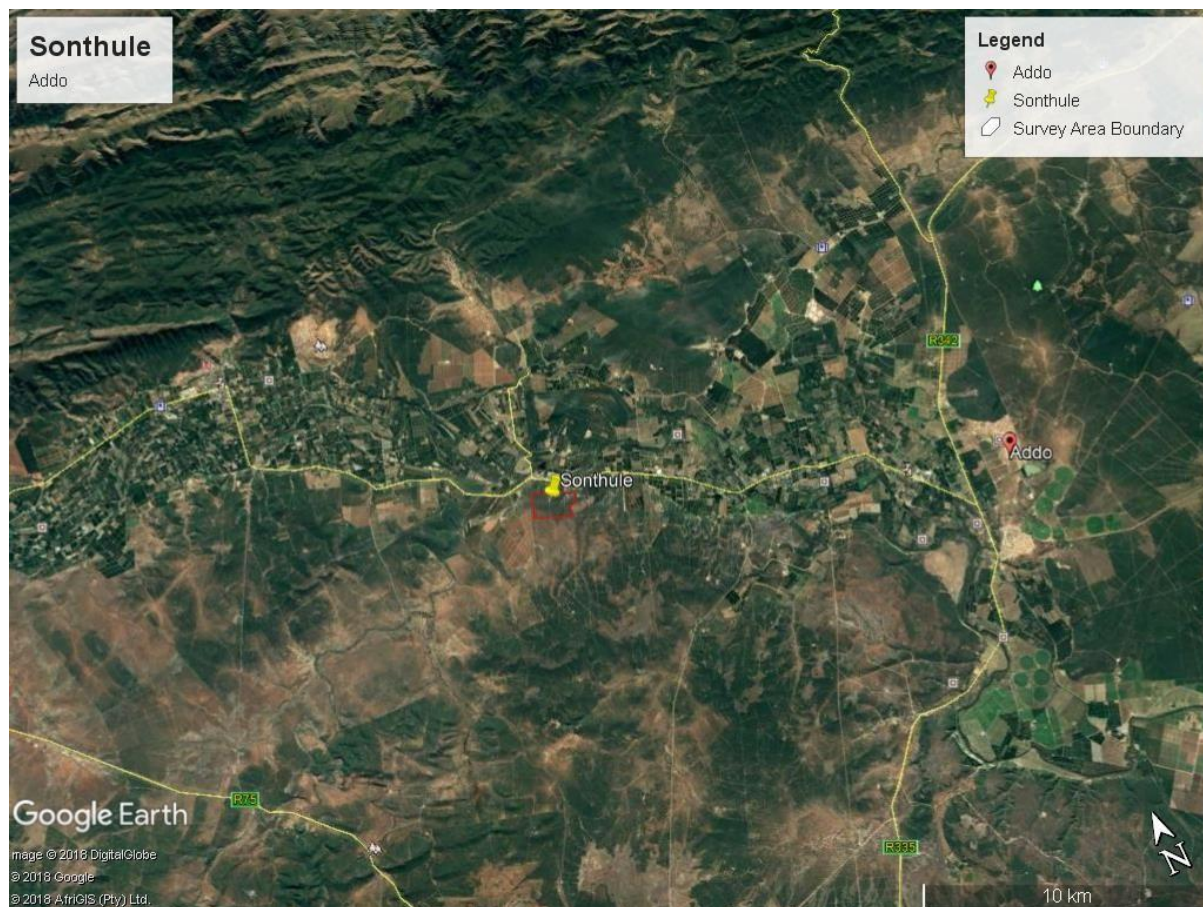 Sonthule
Addo
Legend
Addo
Sonthule
Survey Area Boundary
R342
Addo
Sonthule
R75
Google Earth
mage © 2018 DigitalGlobe
© 2018 Google
© 2018 AfriGIS (Pty) Ltd.
R335
10 km
N